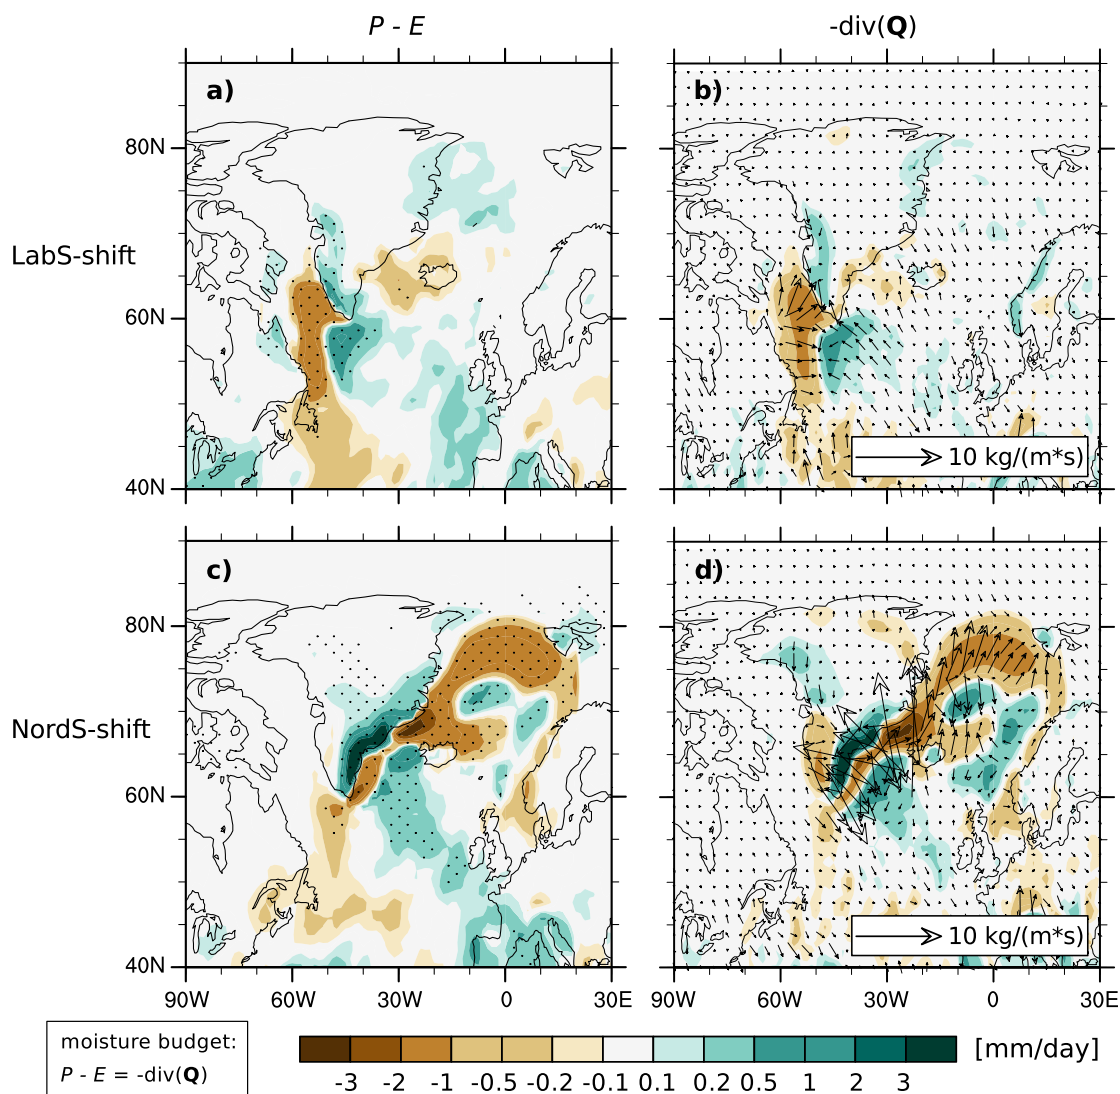 P - E
-div(Q)
a)
b)
80N
60N
40N
LabS-shift
10 kg/(m*s)
c)
d)
80N
60N
40N
NordS-shift
10 kg/(m*s)
90W 60W 30W 0 30E
90W 60W 30W 0 30E
moisture budget:
P - E = -div(Q)
[mm/day]
-3 -2 -1 -0.5 -0.2 -0.1 0.1 0.2 0.5 1 2 3